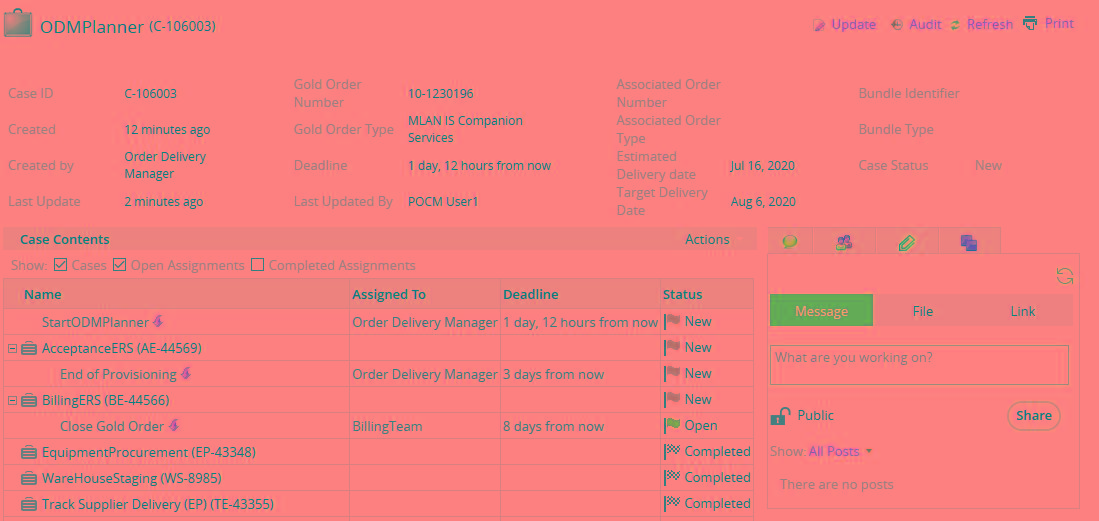 ODMPlanner (C-106003)
Update Audit Refresh Print
Case ID C-106003 Gold Order Number 10-1230196 Associated Order Number Bundle Identifier
Created 12 minutes ago Gold Order Type MLAN IS Companion Services Associated Order Type Bundle Type
Created by Order Delivery Manager Deadline 1 day, 12 hours from now Estimated Delivery date Jul 16, 2020 Case Status New
Last Update 2 minutes ago Last Updated By POCM User1 Target Delivery Date Aug 6, 2020
Case Contents Actions
Show: Cases Open Assignments Completed Assignments
Name Assigned To Deadline Status
StartODMPlanner Order Delivery Manager 1 day, 12 hours from now New
AcceptanceERS (AE-44569) New
End of Provisioning Order Delivery Manager 3 days from now New
BillingERS (BE-44566) New
Close Gold Order BillingTeam 8 days from now Open
EquipmentProcurement (EP-43348) Completed
WareHouseStaging (WS-8985) Completed
Track Supplier Delivery (EP) (TE-43355) Completed
Message File Link
What are you working on?
Public Share
Show: All Posts
There are no posts